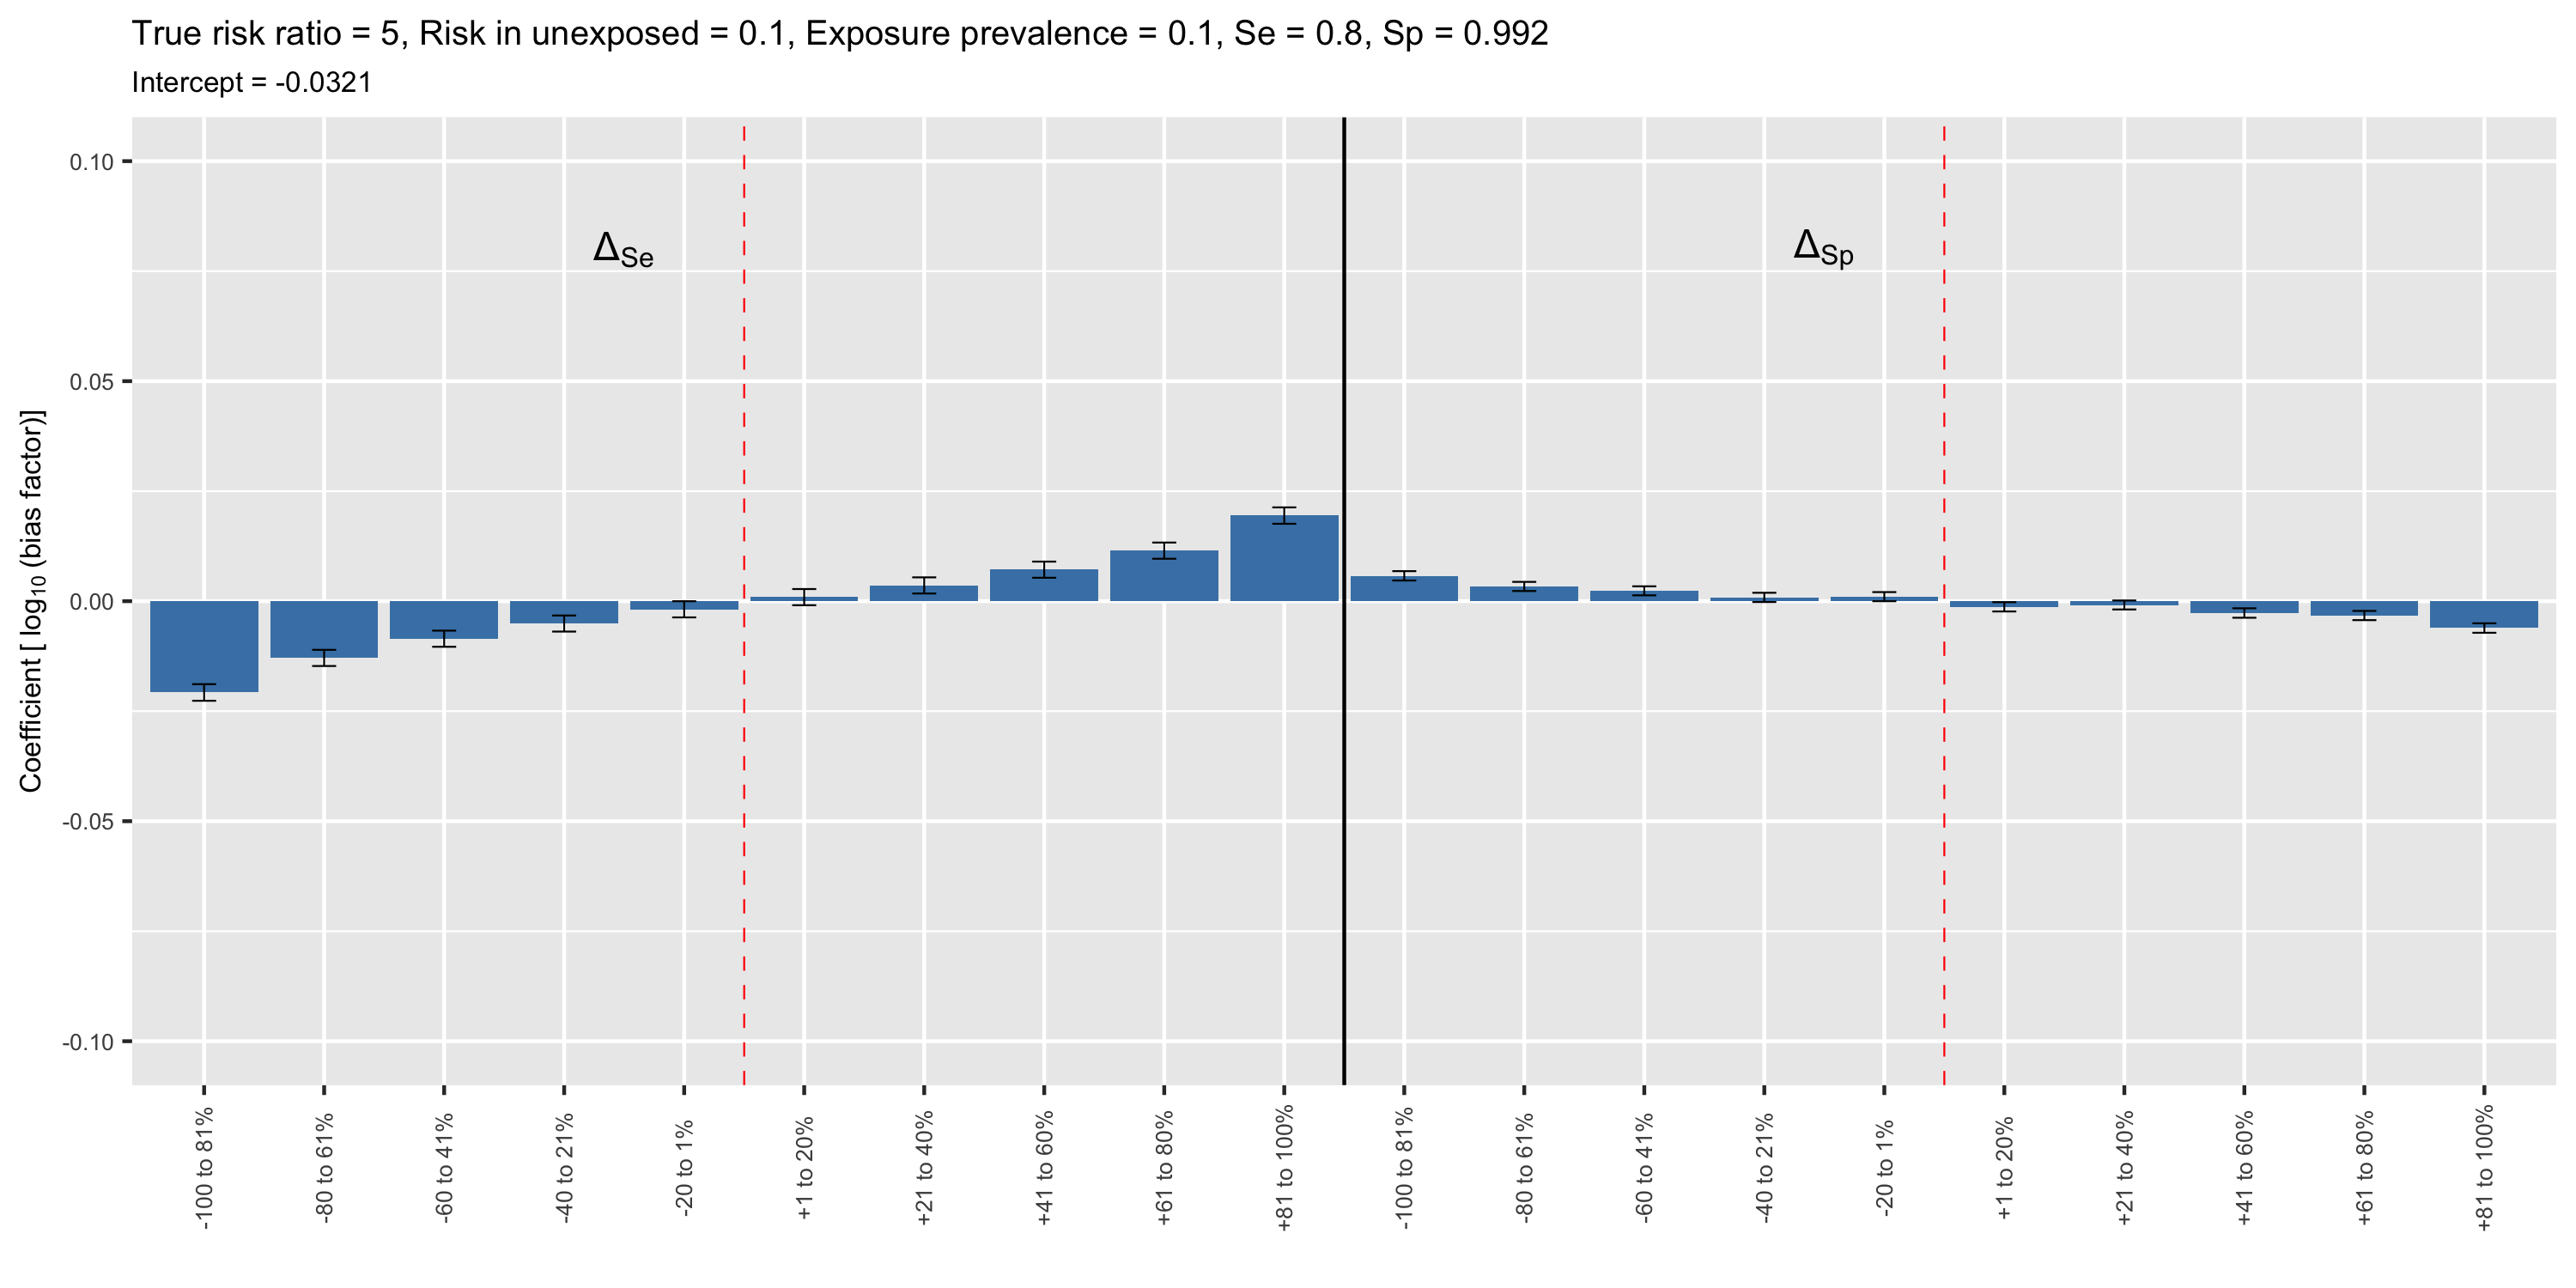 True risk ratio = 5, Risk in unexposed = 0.1, Exposure prevalence = 0.1, Se = 0.8, Sp = 0.992
Intercept = -0.0321
Coefficient [ log₁₀ (bias factor)]
0.10
0.05
0.00
-0.05
-0.10
ΔSe
ΔSp
-100 to 81%
-80 to 61%
-60 to 41%
-40 to 21%
-20 to 1%
+1 to 20%
+21 to 40%
+41 to 60%
+61 to 80%
+81 to 100%
-100 to 81%
-80 to 61%
-60 to 41%
-40 to 21%
-20 to 1%
+1 to 20%
+21 to 40%
+41 to 60%
+61 to 80%
+81 to 100%